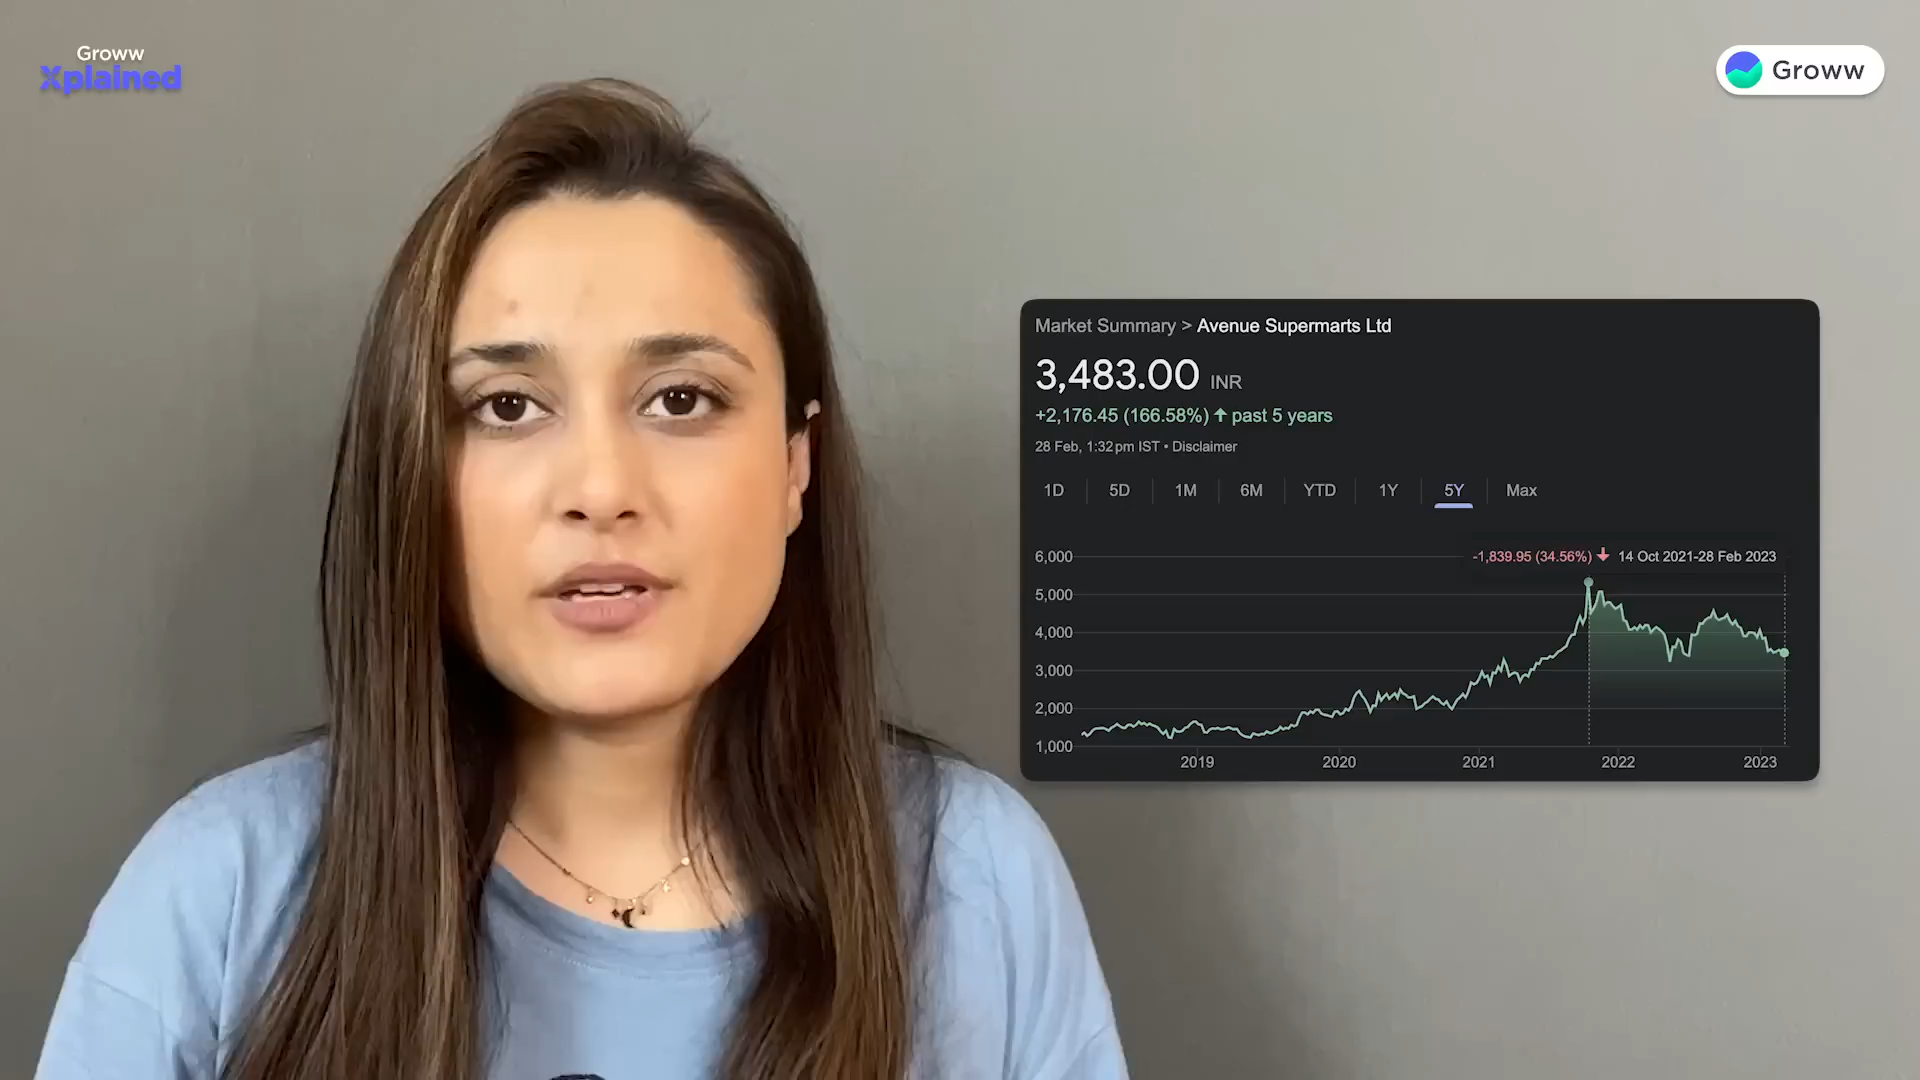 Groww
Xplained
Groww
Market Summary > Avenue Supermarts Ltd
3,483.00 INR
+2,176.45 (166.58%) ↑ past 5 years
28 Feb, 1:32 pm IST • Disclaimer
1D 5D 1M 6M YTD 1Y 5Y Max
-1,839.95 (34.56%) ↓ 14 Oct 2021-28 Feb 2023
6,000
5,000
4,000
3,000
2,000
1,000
2019 2020 2021 2022 2023